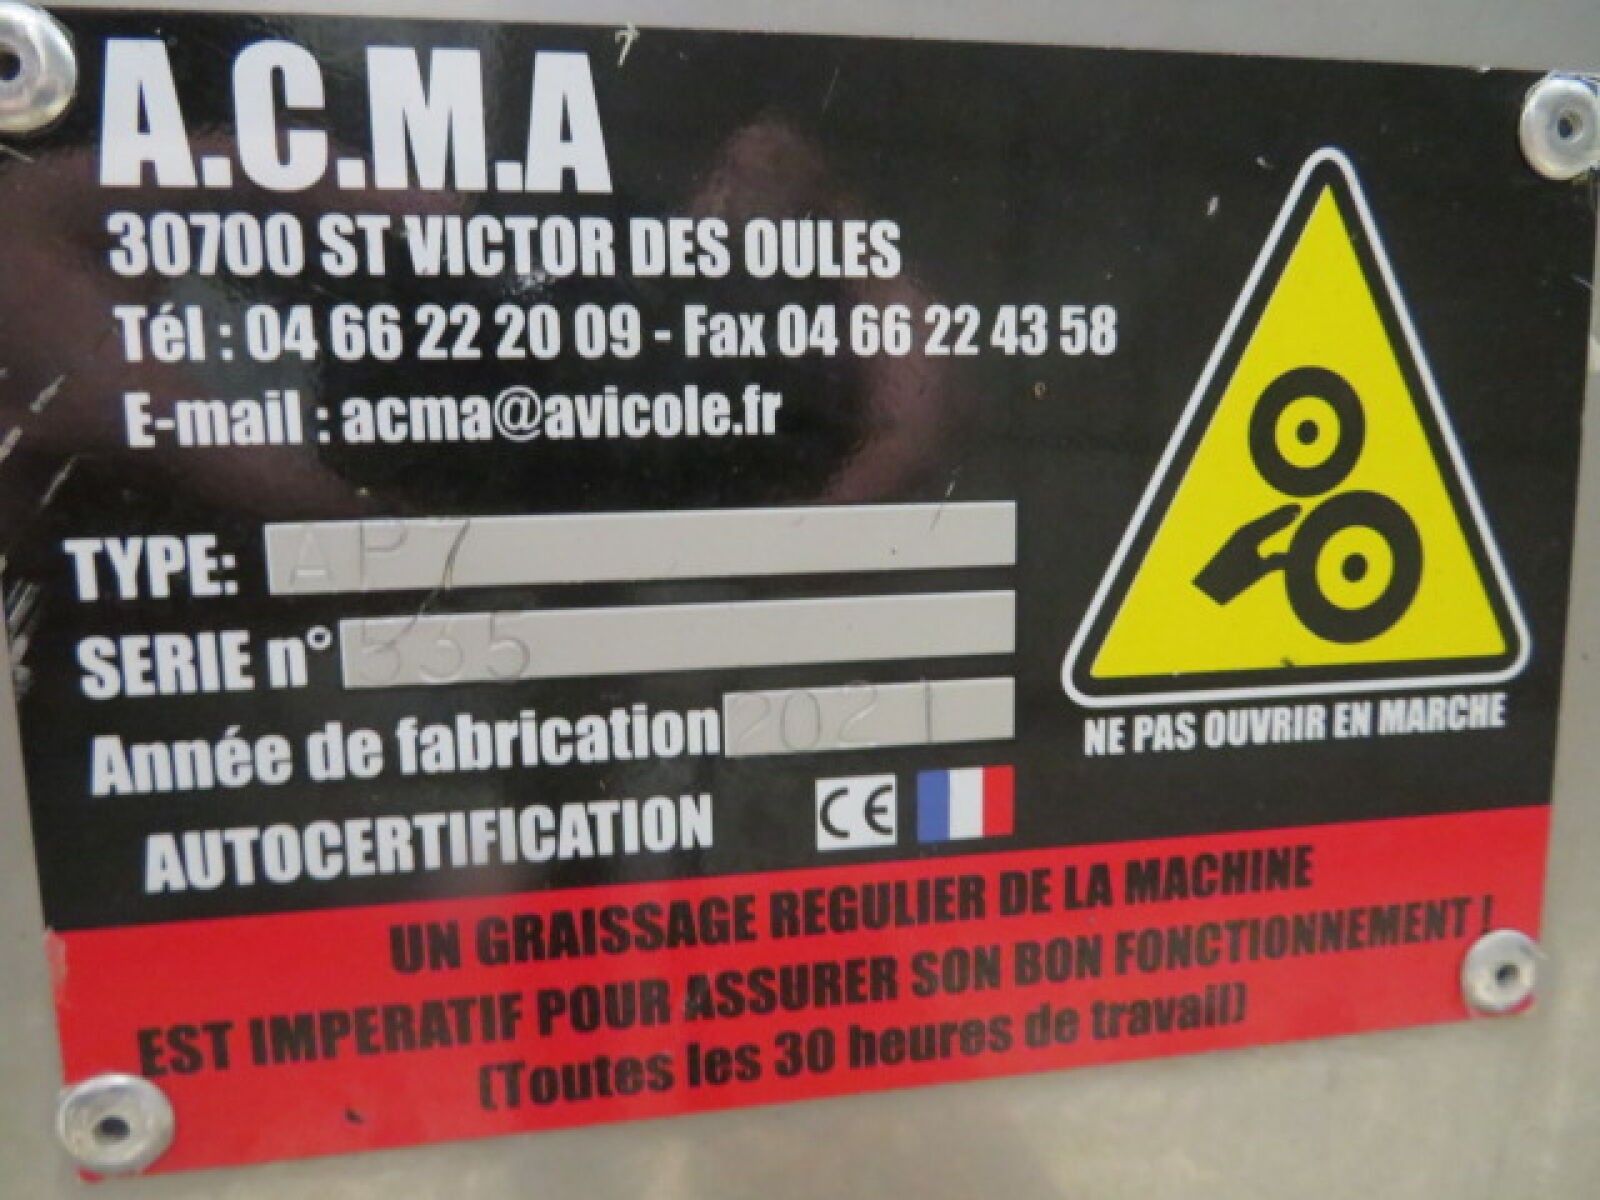 A.C.M.A
30700 ST VICTOR DES OULES
Tél : 04 66 22 20 09 - Fax 04 66 22 43 58
E-mail : acma@avicole.fr
TYPE: AP7
SERIE n° 535
Année de fabrication 2021
AUTOCERTIFICATION CE
NE PAS OUVRIR EN MARCHE
UN GRAISSAGE REGULIER DE LA MACHINE
EST IMPERATIF POUR ASSURER SON BON FONCTIONNEMENT !
(Toutes les 30 heures de travail)